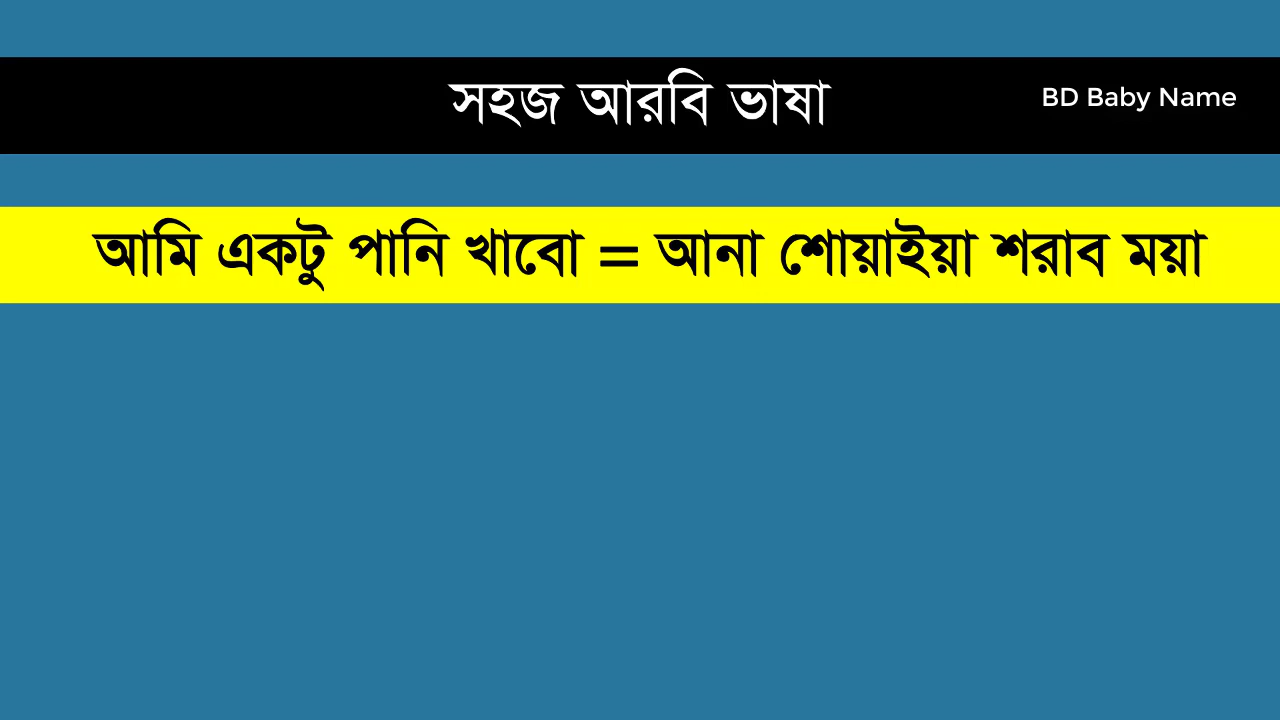 সহজ আরবি ভাষা
BD Baby Name
আমি একটু পানি খাবো = আনা শোয়াইয়া শরাব ময়া